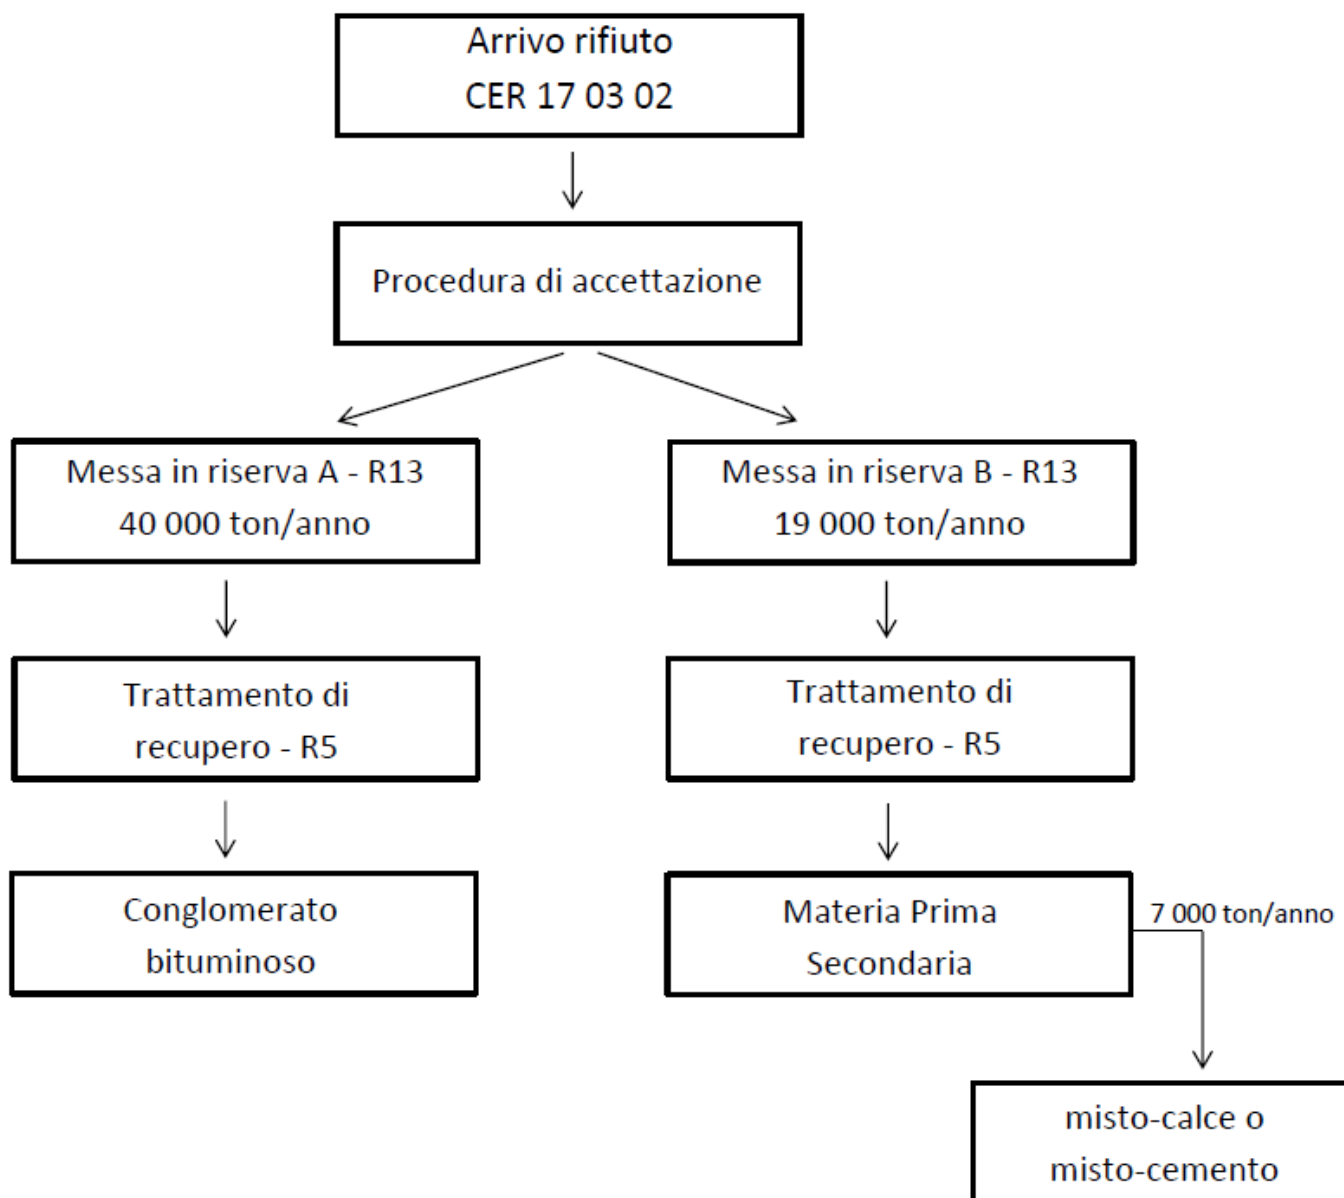 Arrivo rifiuto
CER 17 03 02
Procedura di accettazione
Messa in riserva A - R13
40 000 ton/anno
Messa in riserva B - R13
19 000 ton/anno
Trattamento di
recupero - R5
Trattamento di
recupero - R5
Conglomerato
bituminoso
Materia Prima
Secondaria
7 000 ton/anno
misto-calce o
misto-cemento